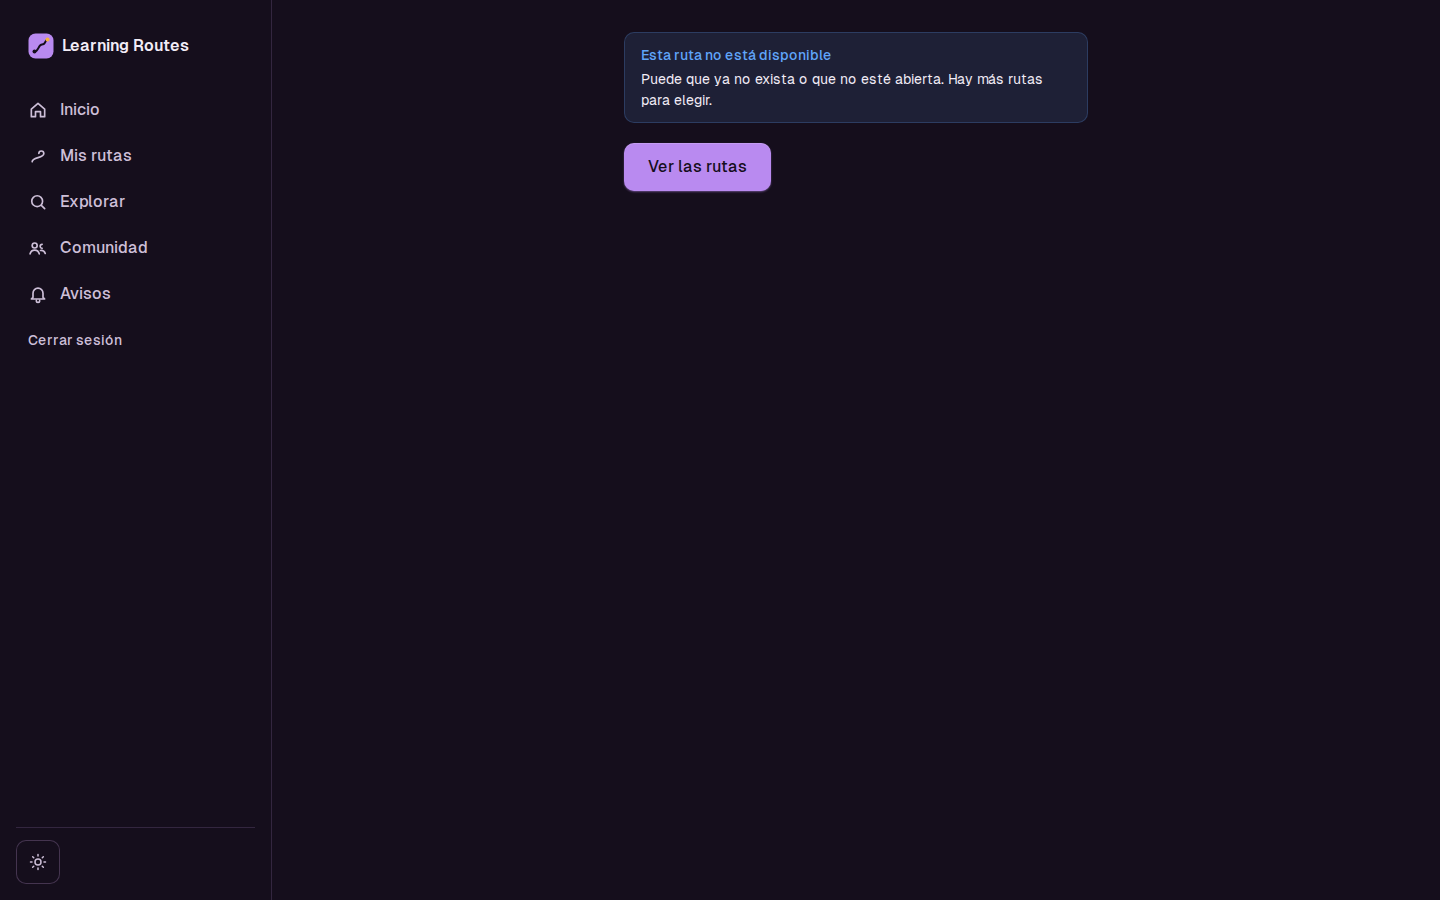 Learning Routes
Inicio
Mis rutas
Explorar
Comunidad
Avisos
Cerrar sesión
Esta ruta no está disponible
Puede que ya no exista o que no esté abierta. Hay más rutas
para elegir.
Ver las rutas